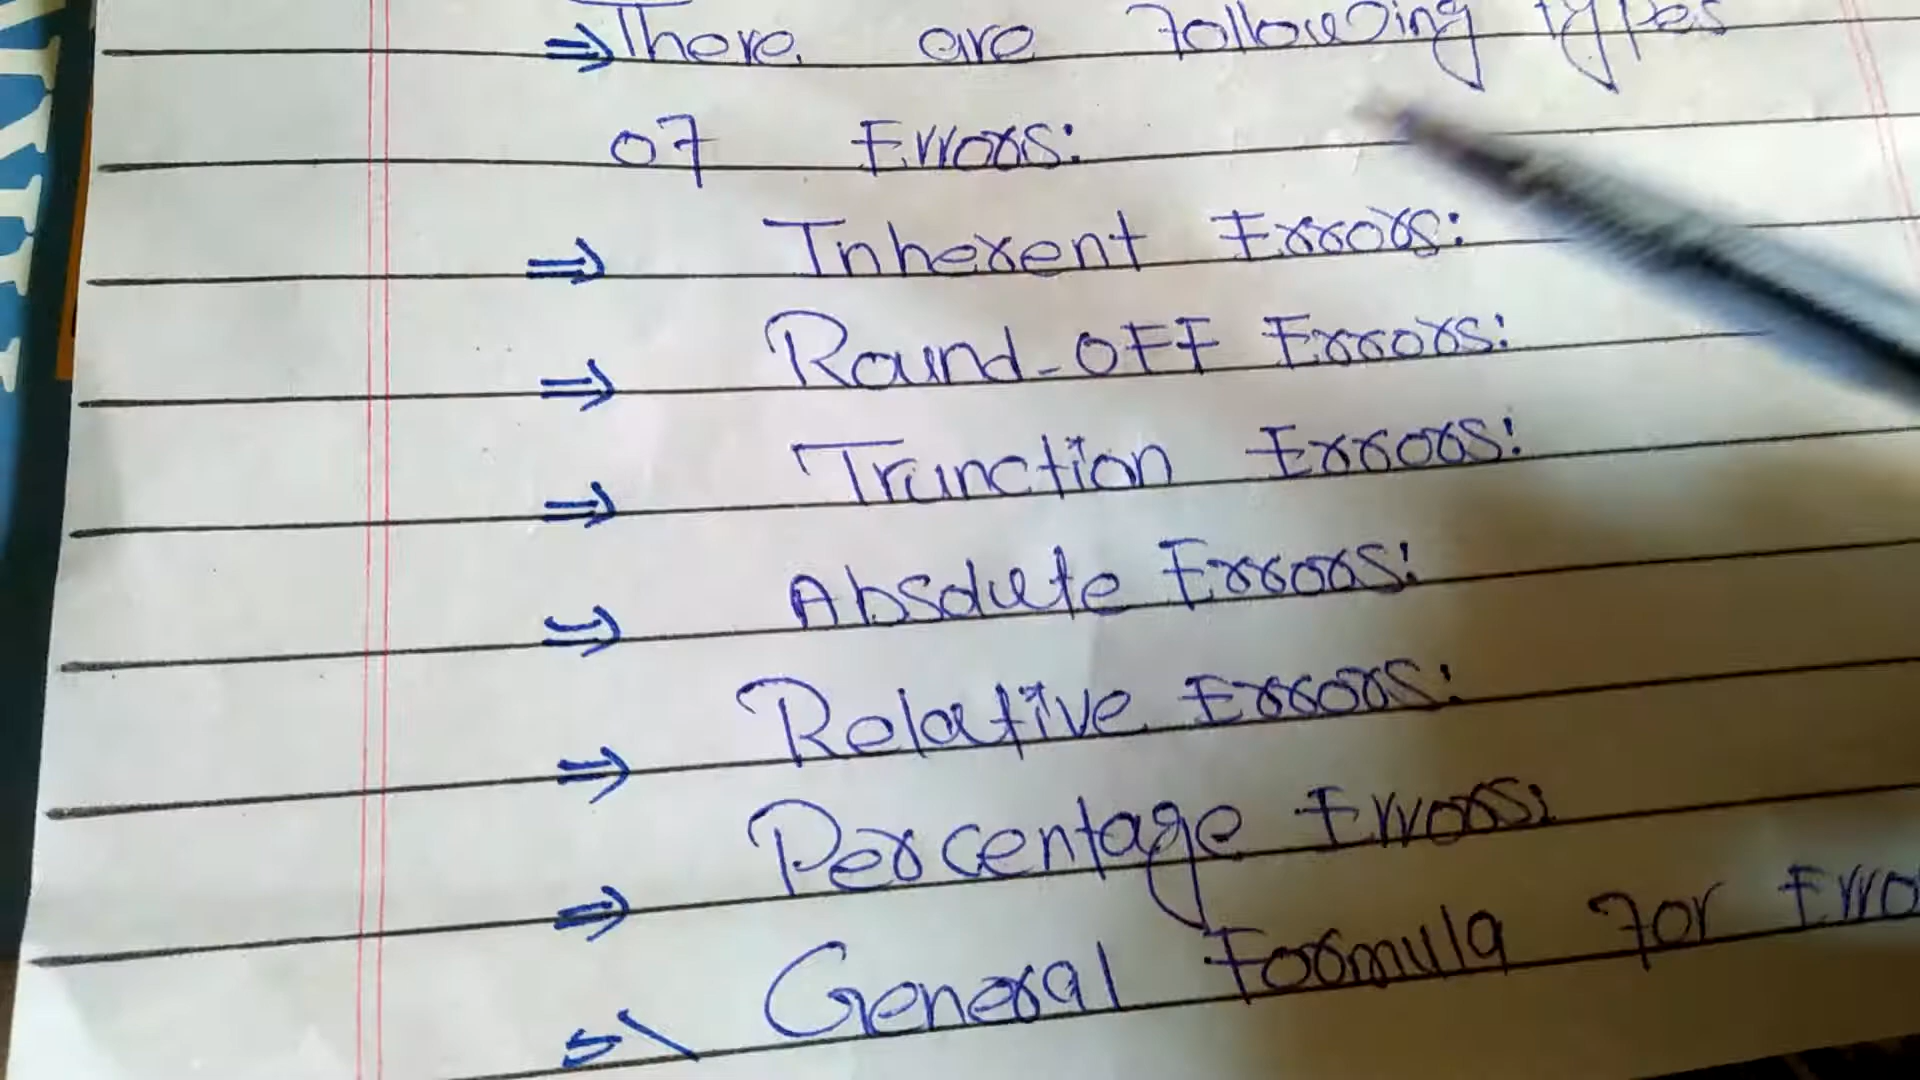 ⇒ There are following types
of Errors:
⇒ Inherent Errors:
⇒ Round-off Errors:
⇒ Trunction Errors:
⇒ Absolute Errors:
⇒ Relative Errors:
⇒ Percentage Errors:
⇒ General Formula for Erro